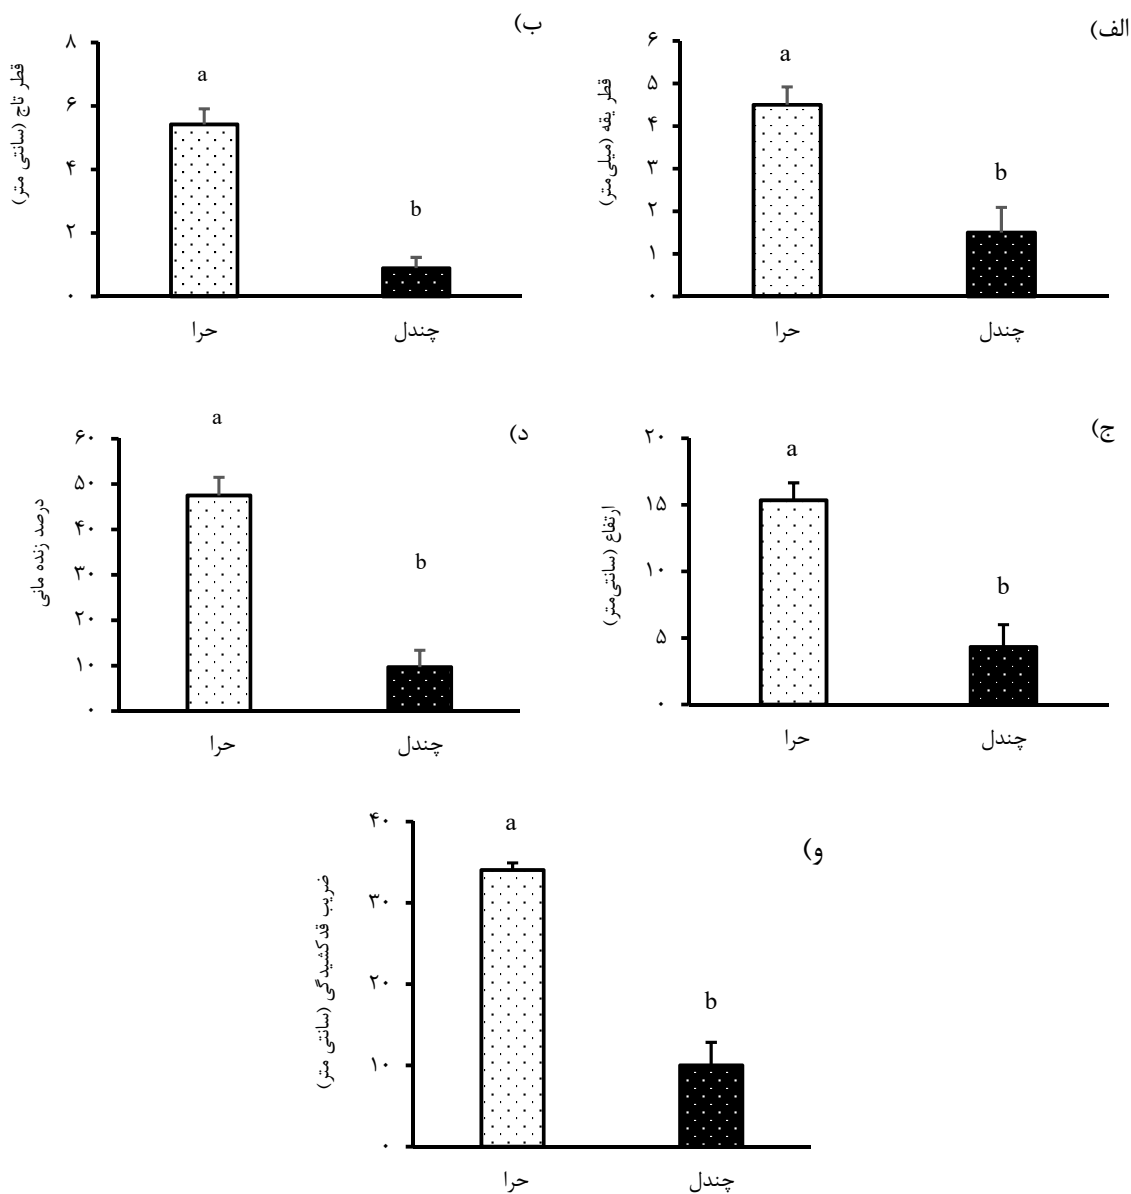 الف)
قطر یقه (میلی‌متر)
۶
۵
۴
۳
۲
۱
۰
a
b
حرا
چندل
ب)
قطر تاج (سانتی متر)
۸
۶
۴
۲
۰
a
b
حرا
چندل
ج)
ارتفاع (سانتی‌متر)
۲۰
۱۵
۱۰
۵
۰
a
b
حرا
چندل
د)
درصد زنده مانی
۶۰
۵۰
۴۰
۳۰
۲۰
۱۰
۰
a
b
حرا
چندل
و)
ضریب قدکشیدگی (سانتی متر)
۴۰
۳۰
۲۰
۱۰
۰
a
b
حرا
چندل